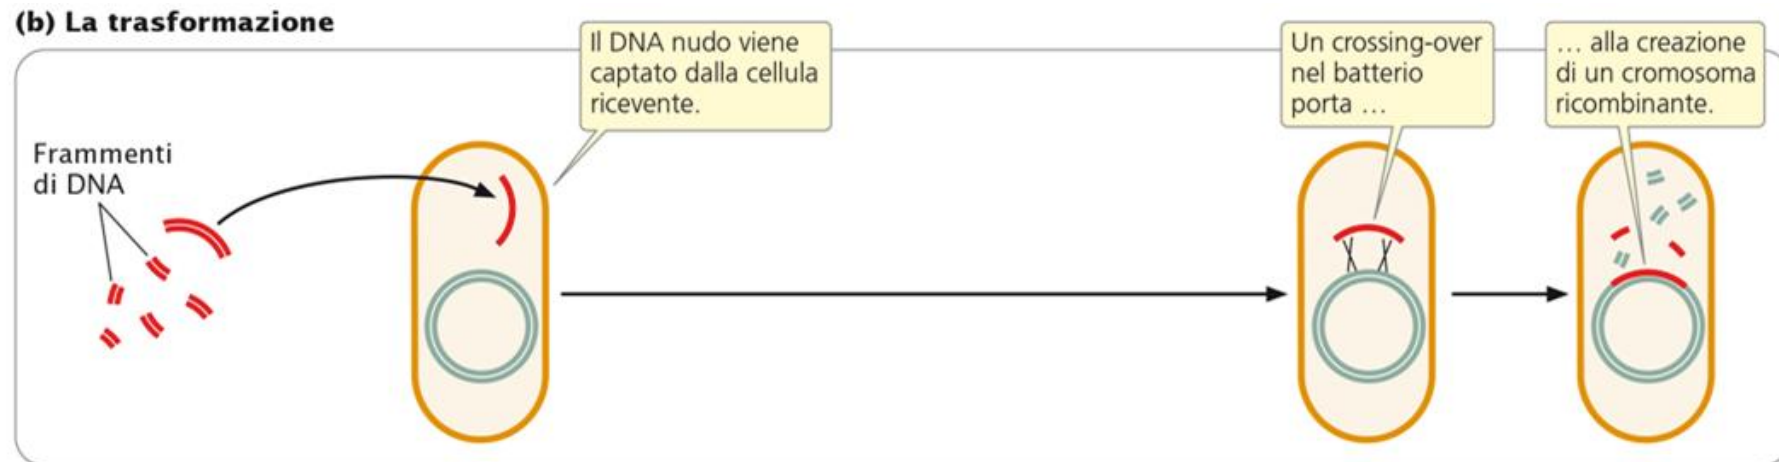 (b) La trasformazione
Il DNA nudo viene
captato dalla cellula
ricevente.
Un crossing-over
nel batterio
porta …
… alla creazione
di un cromosoma
ricombinante.
Frammenti
di DNA